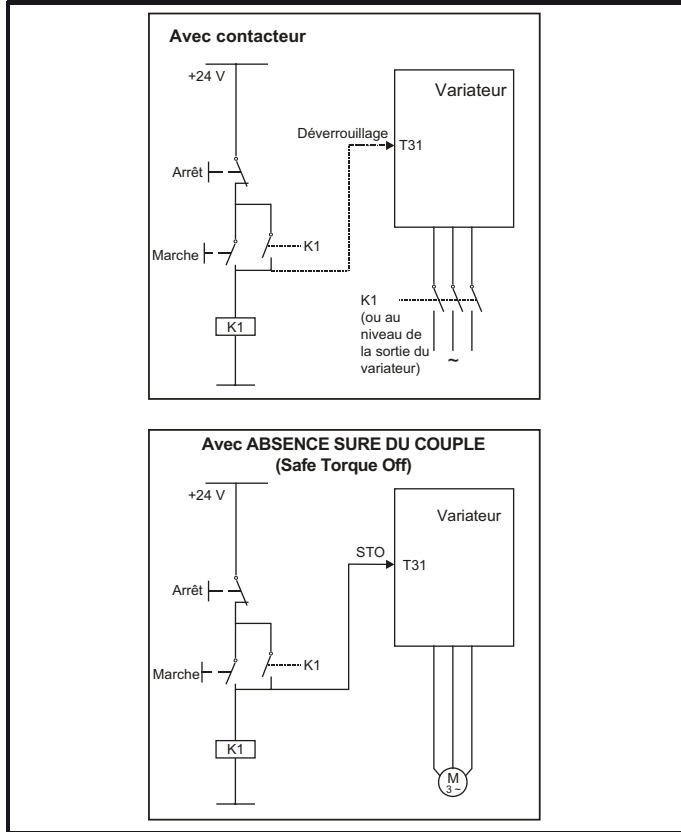 Avec contacteur
+24 V
Variateur
Déverrouillage
T31
Arrêt
K1
Marche
K1
(ou au
niveau de
la sortie du
variateur)
~
K1
Avec ABSENCE SURE DU COUPLE
(Safe Torque Off)
+24 V
Variateur
STO
T31
Arrêt
K1
Marche
K1
M
3 ~